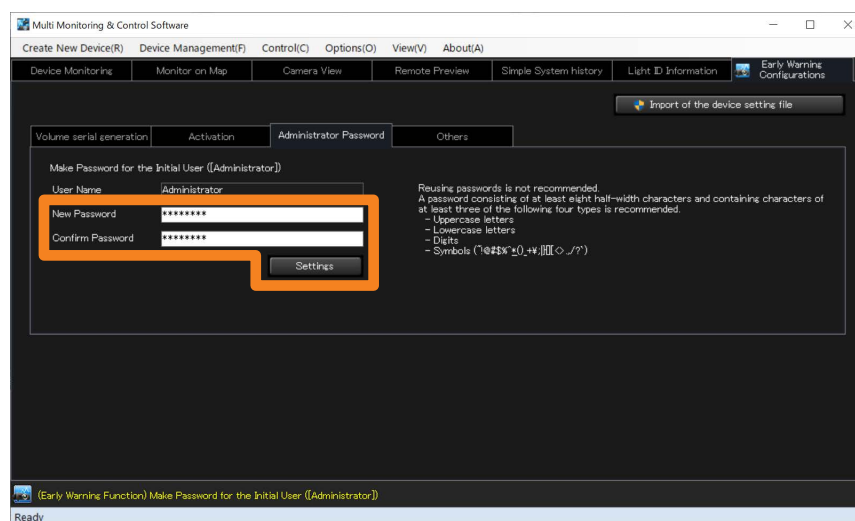 Multi Monitoring & Control Software
Create New Device(R) Device Management(F) Control(C) Options(O) View(V) About(A)
Device Monitoring Monitor on Map Camera View Remote Preview Simple System history Light ID Information Early Warning
Configurations
Import of the device setting file
Volume serial generation Activation Administrator Password Others
Make Password for the Initial User ([Administrator])
User Name Administrator
New Password ********
Confirm Password ********
Settings
Reusing passwords is not recommended.
A password consisting of at least eight half-width characters and containing characters of
at least three of the following four types is recommended.
- Uppercase letters
- Lowercase letters
- Digits
- Symbols
(Early Warning Function) Make Password for the Initial User ([Administrator])
Ready